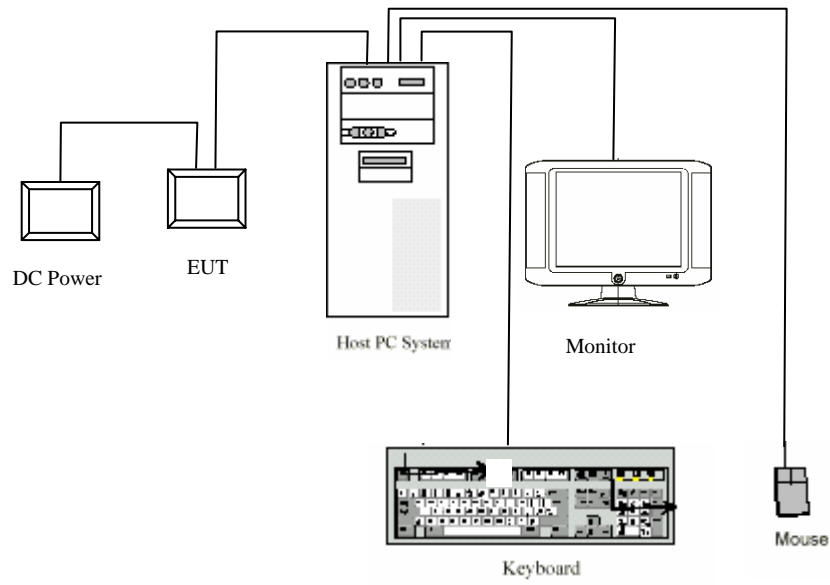 DC Power
EUT
Host PC System
Monitor
Keyboard
Mouse